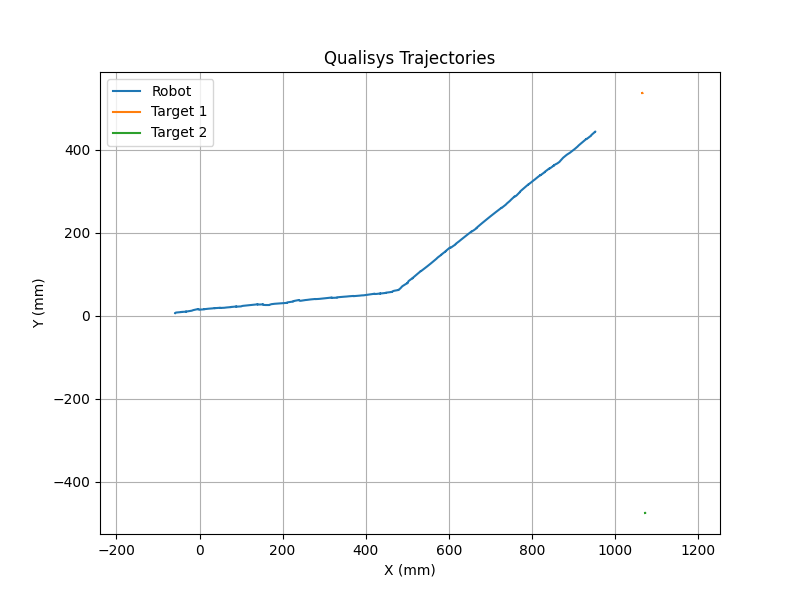 Qualisys Trajectories
Robot
Target 1
Target 2
400
200
0
−200
−400
Y (mm)
−200 0 200 400 600 800 1000 1200
X (mm)